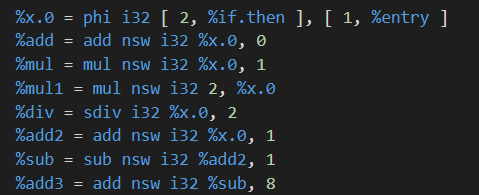 %x.0 = phi i32 [ 2, %if.then ], [ 1, %entry ]
%add = add nsw i32 %x.0, 0
%mul = mul nsw i32 %x.0, 1
%mul1 = mul nsw i32 2, %x.0
%div = sdiv i32 %x.0, 2
%add2 = add nsw i32 %x.0, 1
%sub = sub nsw i32 %add2, 1
%add3 = add nsw i32 %sub, 8